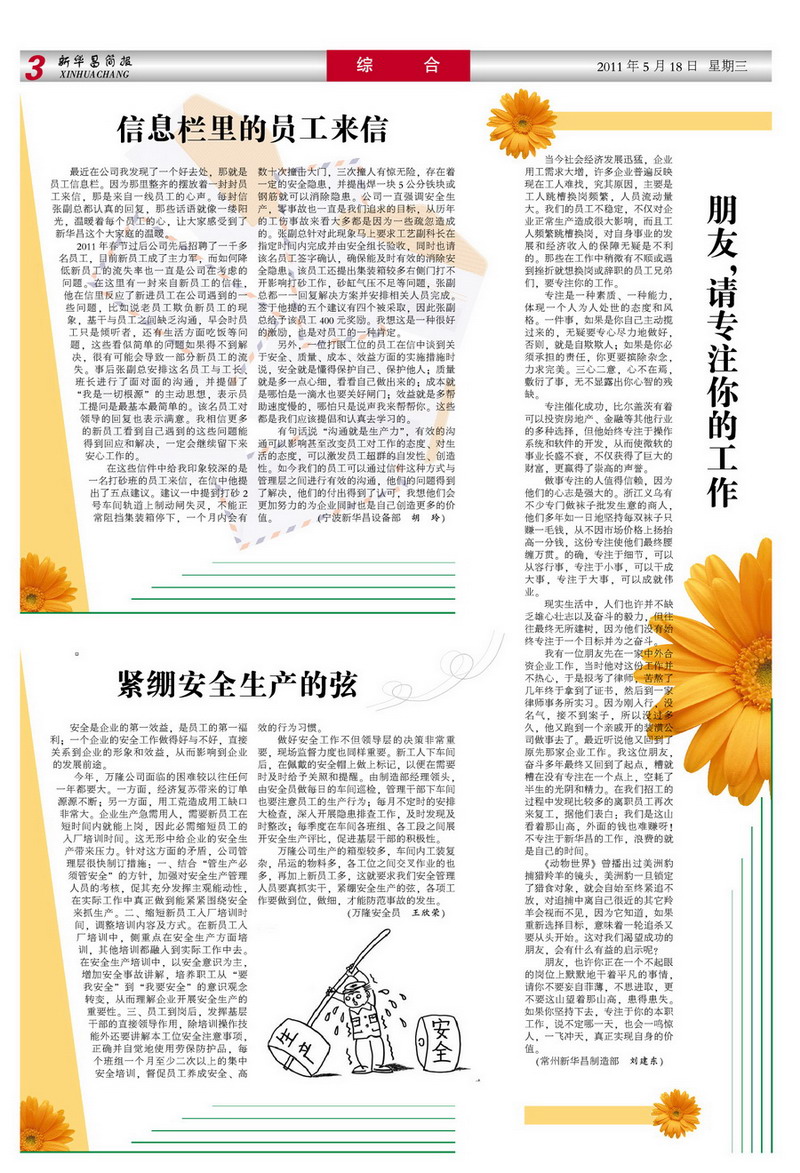 3
新华昌简报
XINHUACHANG
综 合
2011年5月18日 星期三
信息栏里的员工来信
最近在公司我发现了一个好去处,那就是
员工信息栏。因为那里整齐的摆放着一封封员
工来信,那是来自一线员工的心声。每封信
张副总都认真的回复,那些话语就像一缕阳
光,温暖着每个员工的心,让大家感受到了
新华昌这个大家庭的温暖。
2011年春节过后公司先后招聘了一千多
名员工,目前新员工成了主力军,而如何降
低新员工的流失率也一直是公司在考虑的
问题。在这里有一封来自新员工的信件,
他在信里反应了新进员工在公司遇到的一
些问题,比如说老员工欺负新员工的现
象,基干与员工之间缺乏沟通,早会时员
工只是倾听者,还有生活方面吃饭等问
题,这些看似简单的问题如果得不到解
决,很有可能会导致一部分新员工的流
失。事后张副总安排这名员工与工长、
班长进行了面对面的沟通,并提倡了
“我是一切根源”的主动思想,表示员
工提问是最基本最简单的。该名员工对
领导的回复也表示满意。我相信更多
的新员工看到自己遇到的这些问题能
得到回应和解决,一定会继续留下来
安心工作的。
在这些信件中给我印象较深的是
一名打砂班的员工来信,在信中他提
出了五点建议。建议一中提到打砂2
号车间轨道上制动闸失灵,不能正
常阻挡集装箱停下,一个月内会有
数十次撞击大门,三次撞人有惊无险,存在着
一定的安全隐患,并提出焊一块5公分铁块或
钢筋就可以消除隐患。公司一直强调安全生
产,零事故也一直是我们追求的目标,从历年
的工伤事故来看大多都是因为一些疏忽造成
的。张副总针对此现象马上要求工艺副科长在
指定时间内完成并由安全组长验收,同时也请
该名员工签字确认,确保能及时有效的消除安
全隐患。该员工还提出集装箱较多右侧门打不
开影响打砂工作,砂缸气压不足等问题,张副
总都一一回复解决方案并安排相关人员完成。
签于他提的五个建议有四个被采取,因此张副
总给予该员工400元奖励。我想这是一种很好
的激励,也是对员工的一种肯定。
另外,一位打眼工位的员工在信中谈到关
于安全、质量、成本、效益方面的实施措施时
说,安全就是懂得保护自己、保护他人;质量
就是多一点心细,看看自己做出来的;成本就
是哪怕是一滴水也要关好闸门;效益就是多帮
助速度慢的,哪怕只是说声我来帮帮你。这些
都是我们应该提倡和认真去学习的。
有句话说“沟通就是生产力”,有效的沟
通可以影响甚至改变员工对工作的态度、对生
活的态度,可以激发员工超群的自发性、创造
性。如今我们的员工可以通过信件这种方式与
管理层之间进行有效的沟通,他们的问题得到
了解决,他们的付出得到了认可,我想他们会
更加努力的为企业同时也是自己创造更多的价
值。 (宁波新华昌设备部 胡 玲)
紧绷安全生产的弦
安全是企业的第一效益,是员工的第一福
利;一个企业的安全工作做得好与不好,直接
关系到企业的形象和效益,从而影响到企业
的发展前途。
今年,万隆公司面临的困难较以往任何
一年都要大。一方面,经济复苏带来的订单
源源不断;另一方面,用工荒造成用工缺口
非常大。企业生产急需用人,需要新员工在
短时间内就能上岗,因此必需缩短员工的
入厂培训时间。这无形中给企业的安全生
产带来压力。针对这方面的矛盾,公司管
理层很快制订措施:一、结合“管生产必
须管安全”的方针,加强对安全生产管理
人员的考核,促其充分发挥主观能动性,
在实际工作中真正做到能紧紧围绕安全
来抓生产。二、缩短新员工入厂培训时
间,调整培训内容及方式。在新员工入
厂培训中,侧重点在安全生产方面培
训,其他培训都融入到实际工作中去。
在安全生产培训中,以安全意识为主,
增加安全事故讲解,培养职工从“要
我安全”到“我要安全”的意识观念
转变,从而理解企业开展安全生产的
重要性。三、员工到岗后,发挥基层
干部的直接领导作用,除培训操作技
能外还要讲解本工位安全注意事项,
正确并自觉地使用劳保防护品,每
个班组一个月至少二次以上的集中
安全培训,督促员工养成安全、高
效的行为习惯。
做好安全工作不但领导层的决策非常重
要,现场监督力度也同样重要。新工人下车间
后,在佩戴的安全帽上做上标记,以便在需要
时及时给予关照和提醒。由制造部经理领头,
由安全员做每日的车间巡检,管理干部下车间
也要注意员工的生产行为;每月不定时的安排
大检查,深入开展隐患排查工作,及时发现及
时整改;每季度在车间各班组、各工段之间展
开安全生产评比,促进基层干部的积极性。
万隆公司生产的箱型较多,车间内工装复
杂,吊运的物料多,各工位之间交叉作业的也
多,再加上新员工多,这就要求我们安全管理
人员要真抓实干,紧绷安全生产的弦,各项工
作要做到位,做细,才能防范事故的发生。
(万隆安全员 王欣荣)
生产
安全
朋友,请专注你的工作
当今社会经济发展迅猛,企业
用工需求大增,许多企业普遍反映
现在工人难找,究其原因,主要是
工人跳槽换岗频繁,人员流动量
大。我们的员工不稳定,不仅对企
业正常生产造成很大影响,而且工
人频繁跳槽换岗,对自身事业的发
展和经济收入的保障无疑是不利
的。那些在工作中稍微有不顺或遇
到挫折就想换岗或辞职的员工兄弟
们,要专注你的工作。
专注是一种素质、一种能力,
体现一个人为人处世的态度和风
格。一件事,如果是你自己主动揽
过来的,无疑要专心尽力地做好,
否则,就是自欺欺人;如果是你必
须承担的责任,你更要摈除杂念,
力求完美。三心二意,心不在焉,
敷衍了事,无不显露出你心智的残
缺。
专注催化成功,比尔盖茨有着
可以投资房地产、金融等其他行业
的多种选择,但他始终专注于操作
系统和软件的开发,从而使微软的
事业长盛不衰,不仅获得了巨大的
财富,更赢得了崇高的声誉。
做事专注的人值得信赖,因为
他们的心志是强大的。浙江义乌有
不少专门做袜子批发生意的商人,
他们多年如一日地坚持每双袜子只
赚一毛钱,从不因市场价格上扬抬
高一分钱,这份专注使他们最终腰
缠万贯。的确,专注于细节,可以
从容行事,专注于小事,可以干成
大事,专注于大事,可以成就伟
业。
现实生活中,人们也许并不缺
乏雄心壮志以及奋斗的毅力,但往
往最终无所建树,因为他们没有始
终专注于一个目标并为之奋斗。
我有一位朋友先在一家中外合
资企业工作,当时他对这份工作并
不热心,于是报考了律师,苦熬了
几年终于拿到了证书,然后到一家
律师事务所实习。因为刚入行,没
名气,接不到案子,所以没过多
久,他又跑到一个亲戚开的装潢公
司做事去了。最近听说他又回到了
原先那家企业工作。我这位朋友,
奋斗多年最终又回到了起点,糟就
糟在没有专注在一个点上,空耗了
半生的光阴和精力。在我们招工的
过程中发现比较多的离职员工再次
来复工,据他们表白:我们是这山
看着那山高,外面的钱也难赚呀!
不专注于新华昌的工作,浪费的就
是自己的时间。
《动物世界》曾播出过美洲豹
捕猎羚羊的镜头,美洲豹一旦锁定
了猎食对象,就会自始至终紧追不
放,对追捕中离自己很近的其它羚
羊会视而不见,因为它知道,如果
重新选择目标,意味着一轮追杀又
要从头开始。这对我们渴望成功的
朋友,会有什么有益的启示呢?
朋友,也许你正在一个不起眼
的岗位上默默地干着平凡的事情,
请你不要妄自菲薄,不思进取,更
不要这山望着那山高,患得患失。
如果你坚持下去,专注于你的本职
工作,说不定哪一天,也会一鸣惊
人,一飞冲天,真正实现自身的价
值。
(常州新华昌制造部 刘建东)